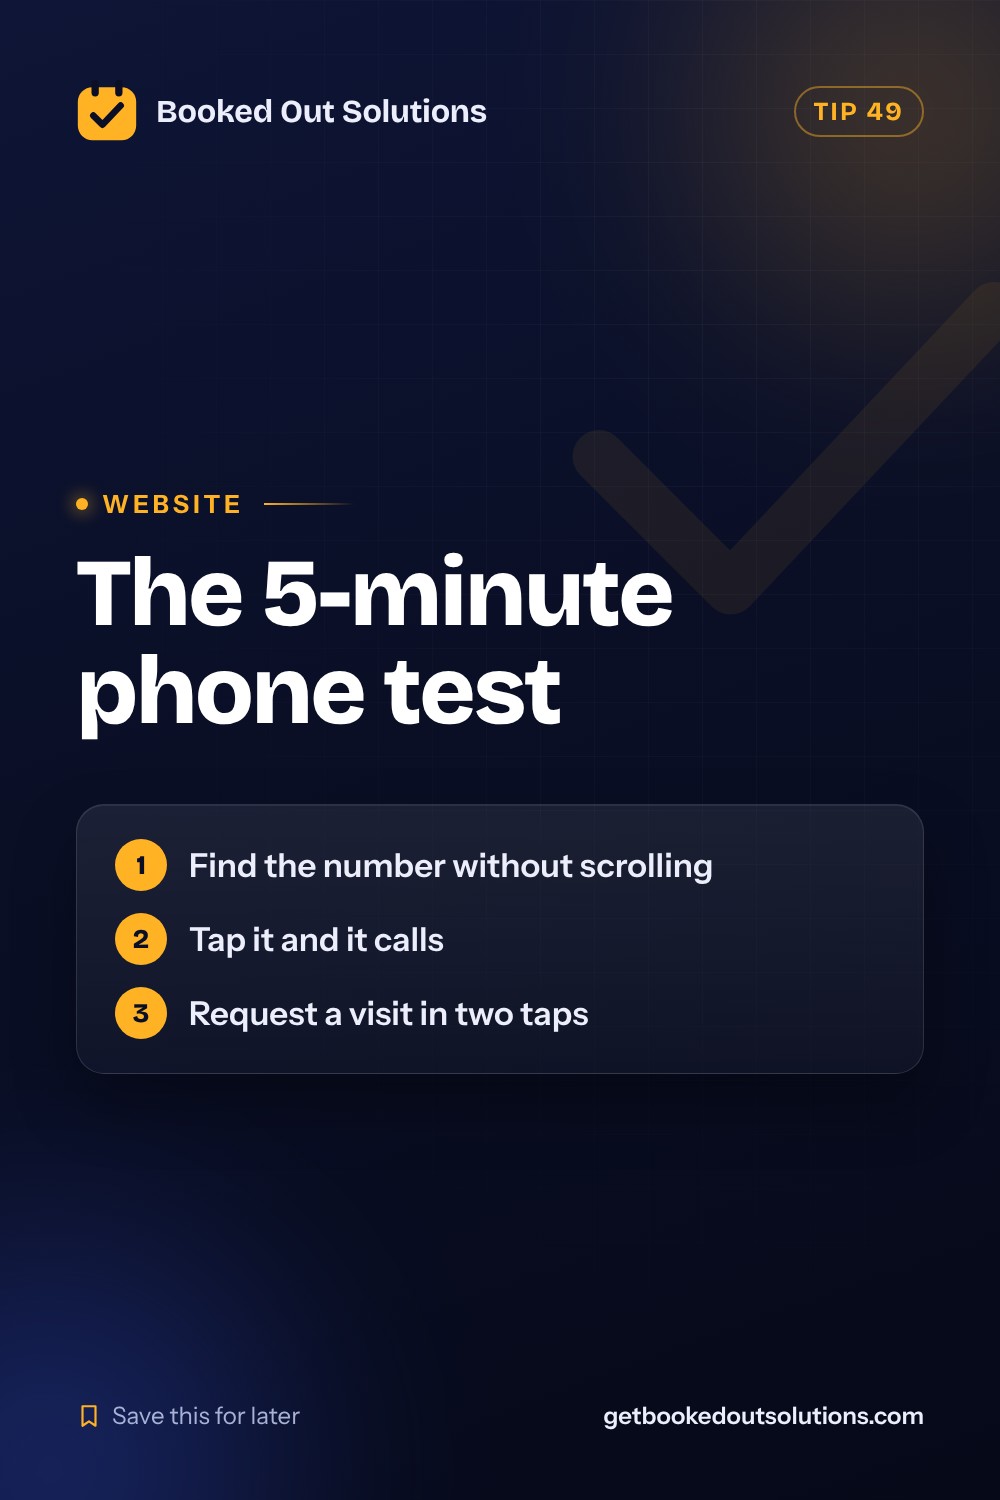 Booked Out Solutions
TIP 49
WEBSITE
The 5-minute
phone test
1 Find the number without scrolling
2 Tap it and it calls
3 Request a visit in two taps
Save this for later
getbookedoutsolutions.com